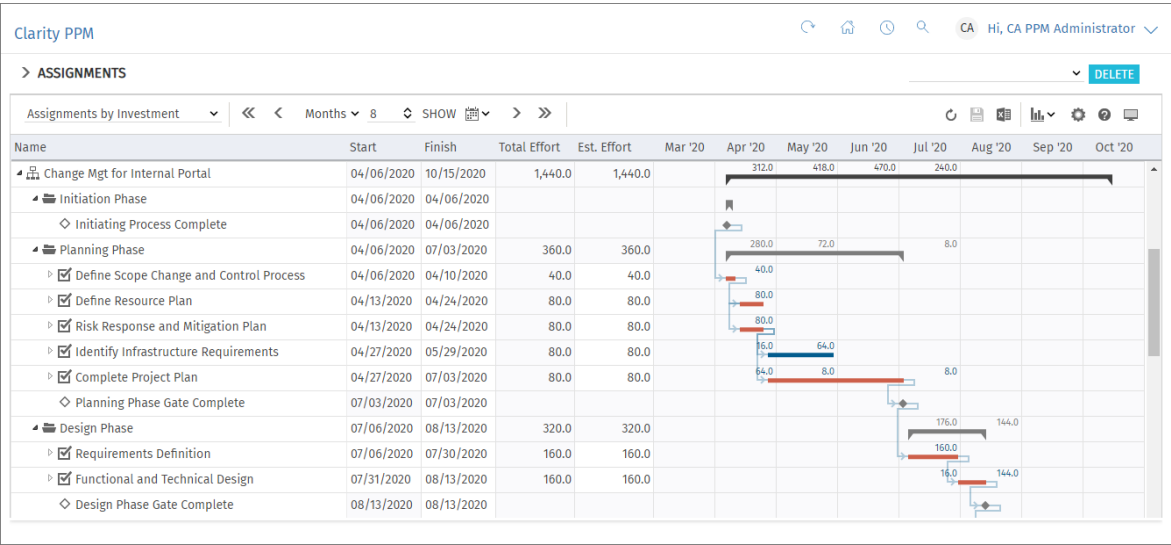 Clarity PPM
CA Hi, CA PPM Administrator
ASSIGNMENTS
DELETE
Assignments by Investment Months 8 SHOW
Name Start Finish Total Effort Est. Effort Mar '20 Apr '20 May '20 Jun '20 Jul '20 Aug '20 Sep '20 Oct '20
Change Mgt for Internal Portal 04/06/2020 10/15/2020 1,440.0 1,440.0 312.0 418.0 470.0 240.0
Initiation Phase 04/06/2020 04/06/2020
Initiating Process Complete 04/06/2020 04/06/2020
Planning Phase 04/06/2020 07/03/2020 360.0 360.0 280.0 72.0 8.0
Define Scope Change and Control Process 04/06/2020 04/10/2020 40.0 40.0 40.0
Define Resource Plan 04/13/2020 04/24/2020 80.0 80.0 80.0
Risk Response and Mitigation Plan 04/13/2020 04/24/2020 80.0 80.0 80.0
Identify Infrastructure Requirements 04/27/2020 05/29/2020 80.0 80.0 16.0 64.0
Complete Project Plan 04/27/2020 07/03/2020 80.0 80.0 64.0 8.0 8.0
Planning Phase Gate Complete 07/03/2020 07/03/2020
Design Phase 07/06/2020 08/13/2020 320.0 320.0 176.0 144.0
Requirements Definition 07/06/2020 07/30/2020 160.0 160.0 160.0
Functional and Technical Design 07/31/2020 08/13/2020 160.0 160.0 16.0 144.0
Design Phase Gate Complete 08/13/2020 08/13/2020